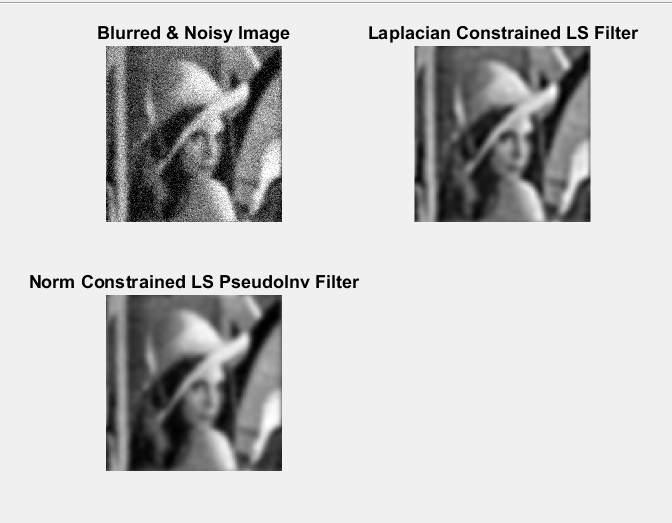 Blurred & Noisy Image
Laplacian Constrained LS Filter
Norm Constrained LS PseudoInv Filter